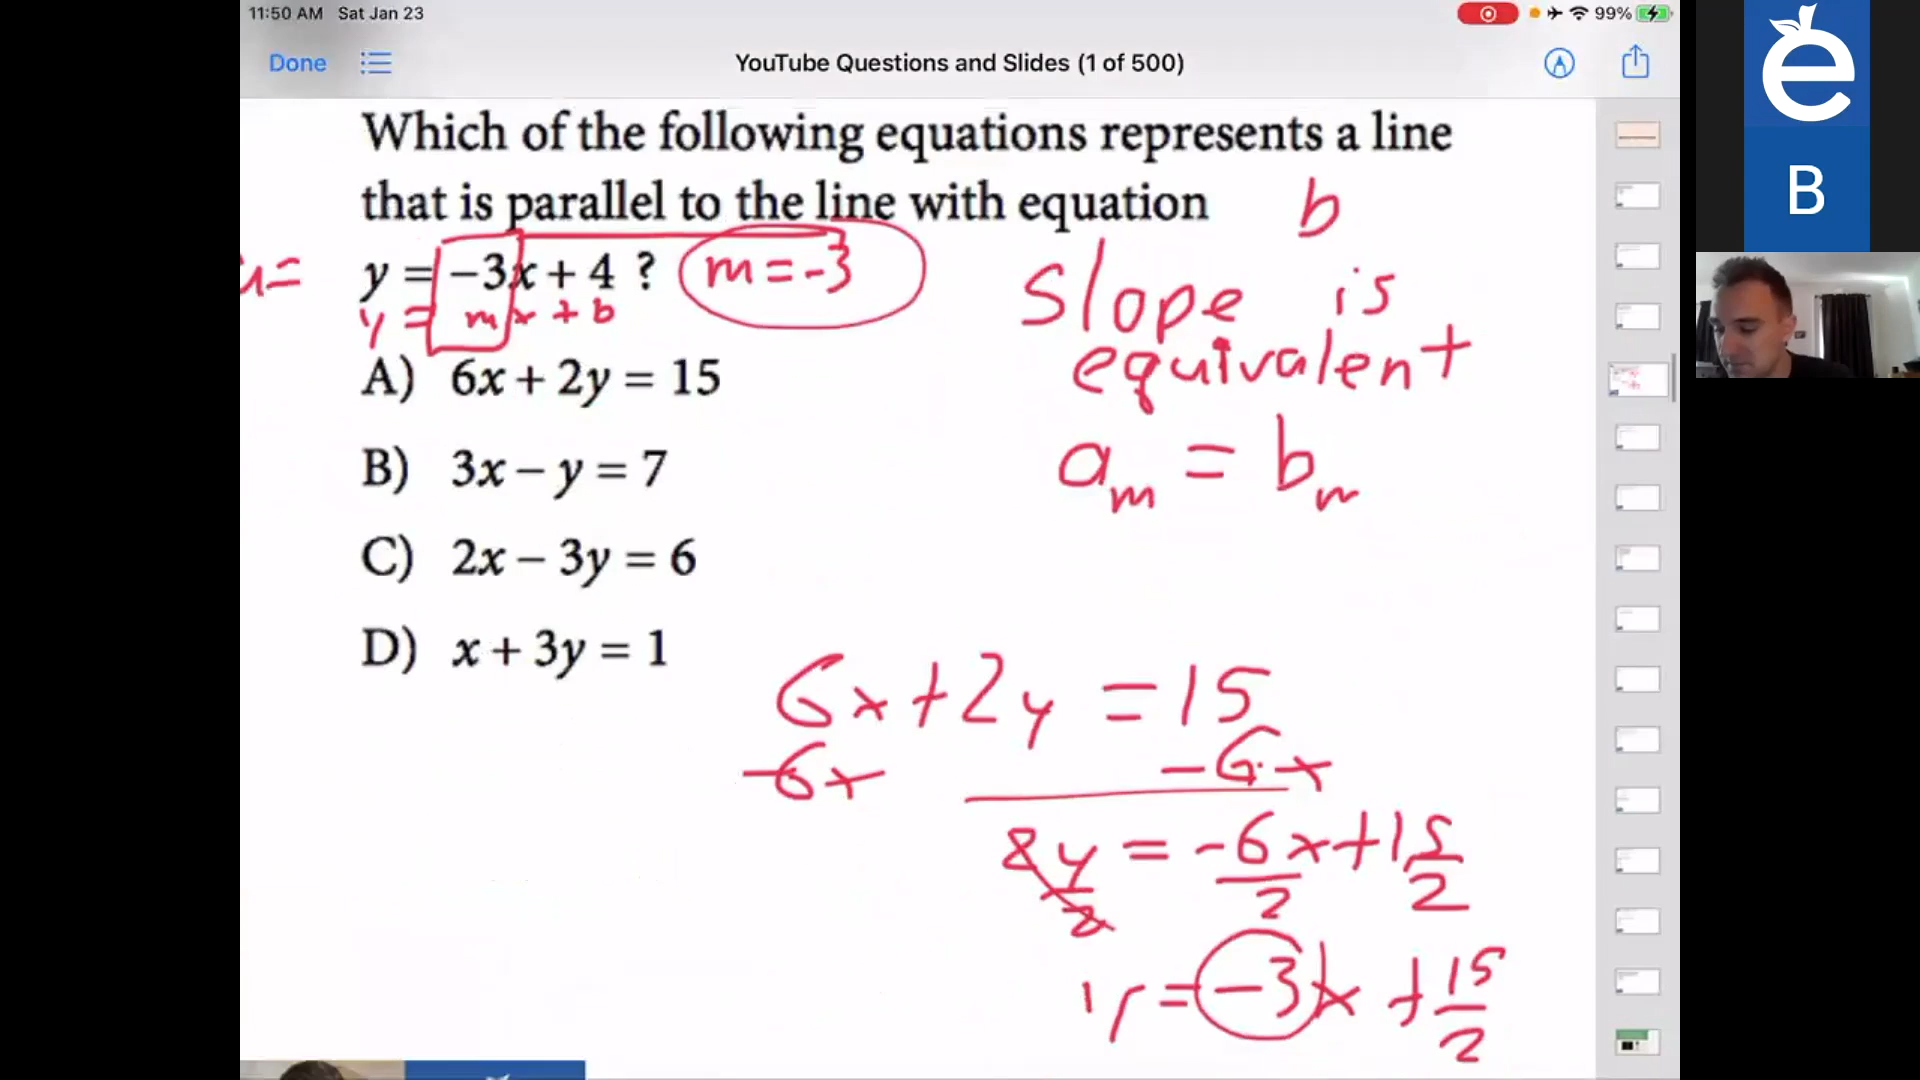 11:50 AM Sat Jan 23
99%
Done
YouTube Questions and Slides (1 of 500)
e
B
Which of the following equations represents a line
that is parallel to the line with equation
b
y = −3x + 4 ?
m = -3
y = mx + b
Slope is
equivalent
A) 6x + 2y = 15
B) 3x − y = 7
a_m = b_m
C) 2x − 3y = 6
D) x + 3y = 1
6x + 2y = 15
-6x -6x
2y/2 = -6x/2 + 15/2
y = -3x + 15/2